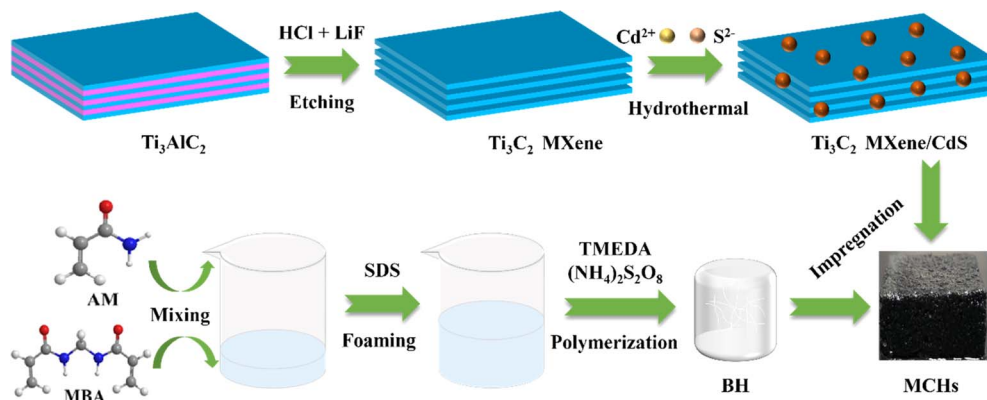 HCl + LiF
Etching
Cd²⁺ S²⁻
Hydrothermal
Ti₃AlC₂
Ti₃C₂ MXene
Ti₃C₂ MXene/CdS
AM
Mixing
MBA
SDS
Foaming
TMEDA
(NH₄)₂S₂O₈
Polymerization
BH
Impregnation
MCHs